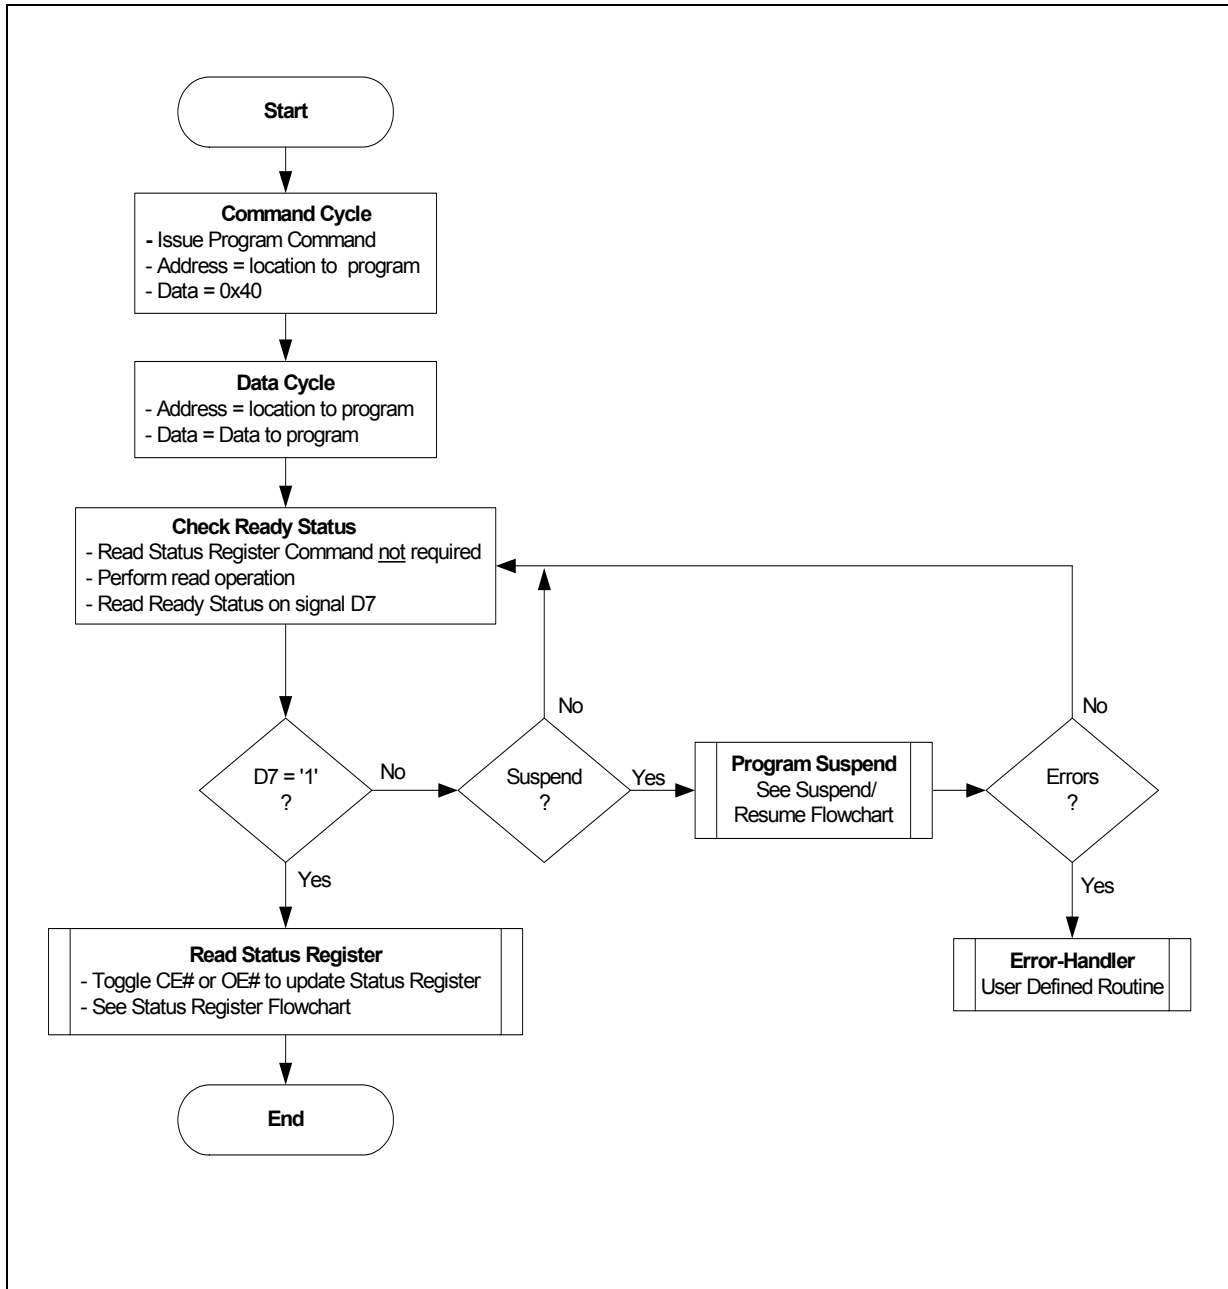 Start
Command Cycle
- Issue Program Command
- Address = location to program
- Data = 0x40
Data Cycle
- Address = location to program
- Data = Data to program
Check Ready Status
- Read Status Register Command not required
- Perform read operation
- Read Ready Status on signal D7
D7 = '1'
?
No
Suspend
?
No
Yes
Program Suspend
See Suspend/
Resume Flowchart
Errors
?
No
Yes
Error-Handler
User Defined Routine
Yes
Read Status Register
- Toggle CE# or OE# to update Status Register
- See Status Register Flowchart
End